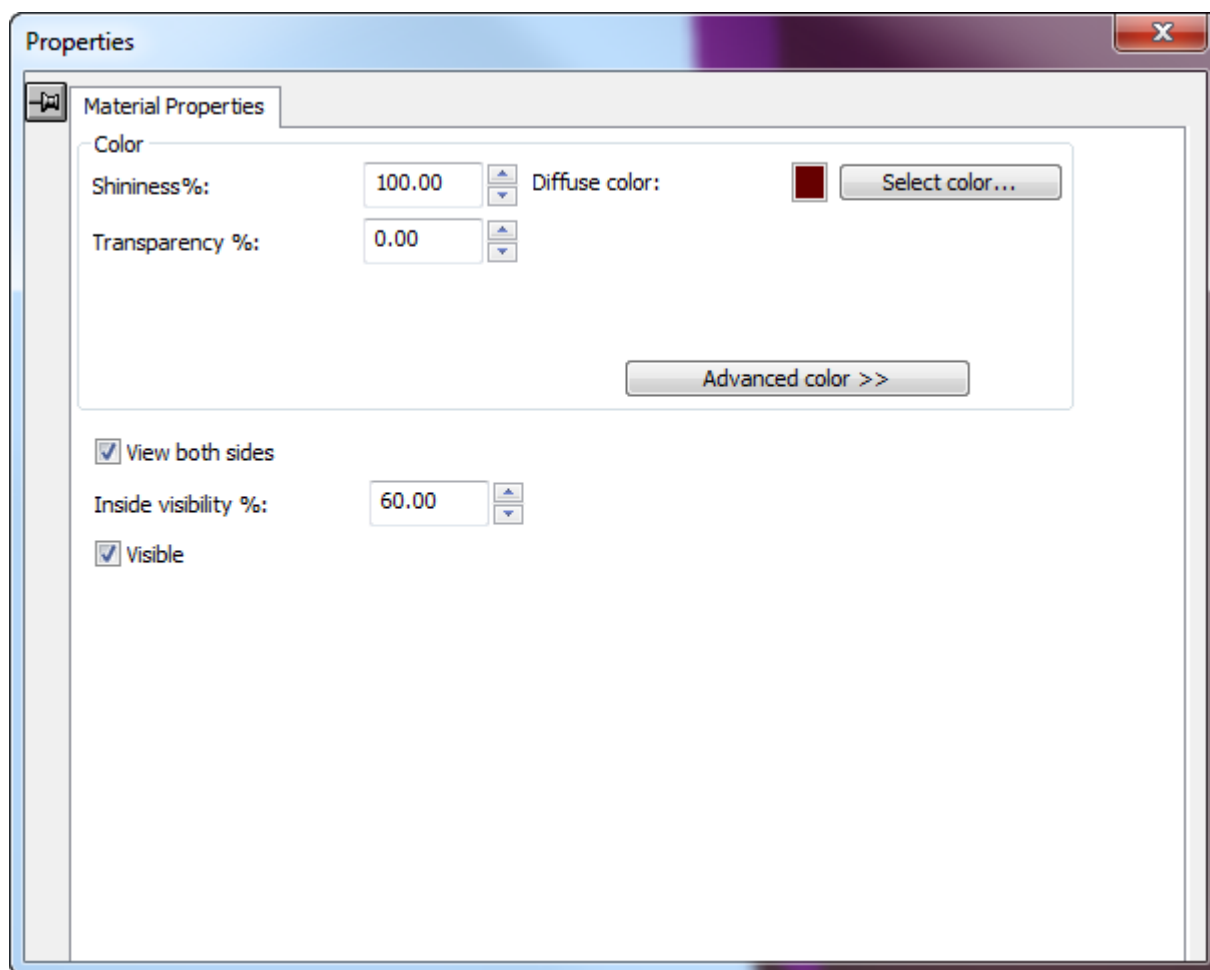 Properties
Material Properties
Color
Shininess%: 100.00 Diffuse color: Select color...
Transparency %: 0.00
Advanced color >>
View both sides
Inside visibility %: 60.00
Visible